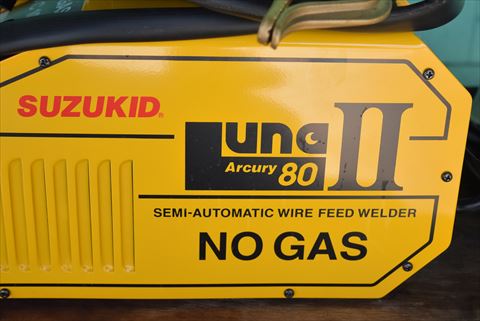 SUZUKID
Luna II
Arcury 80
SEMI-AUTOMATIC WIRE FEED WELDER
NO GAS